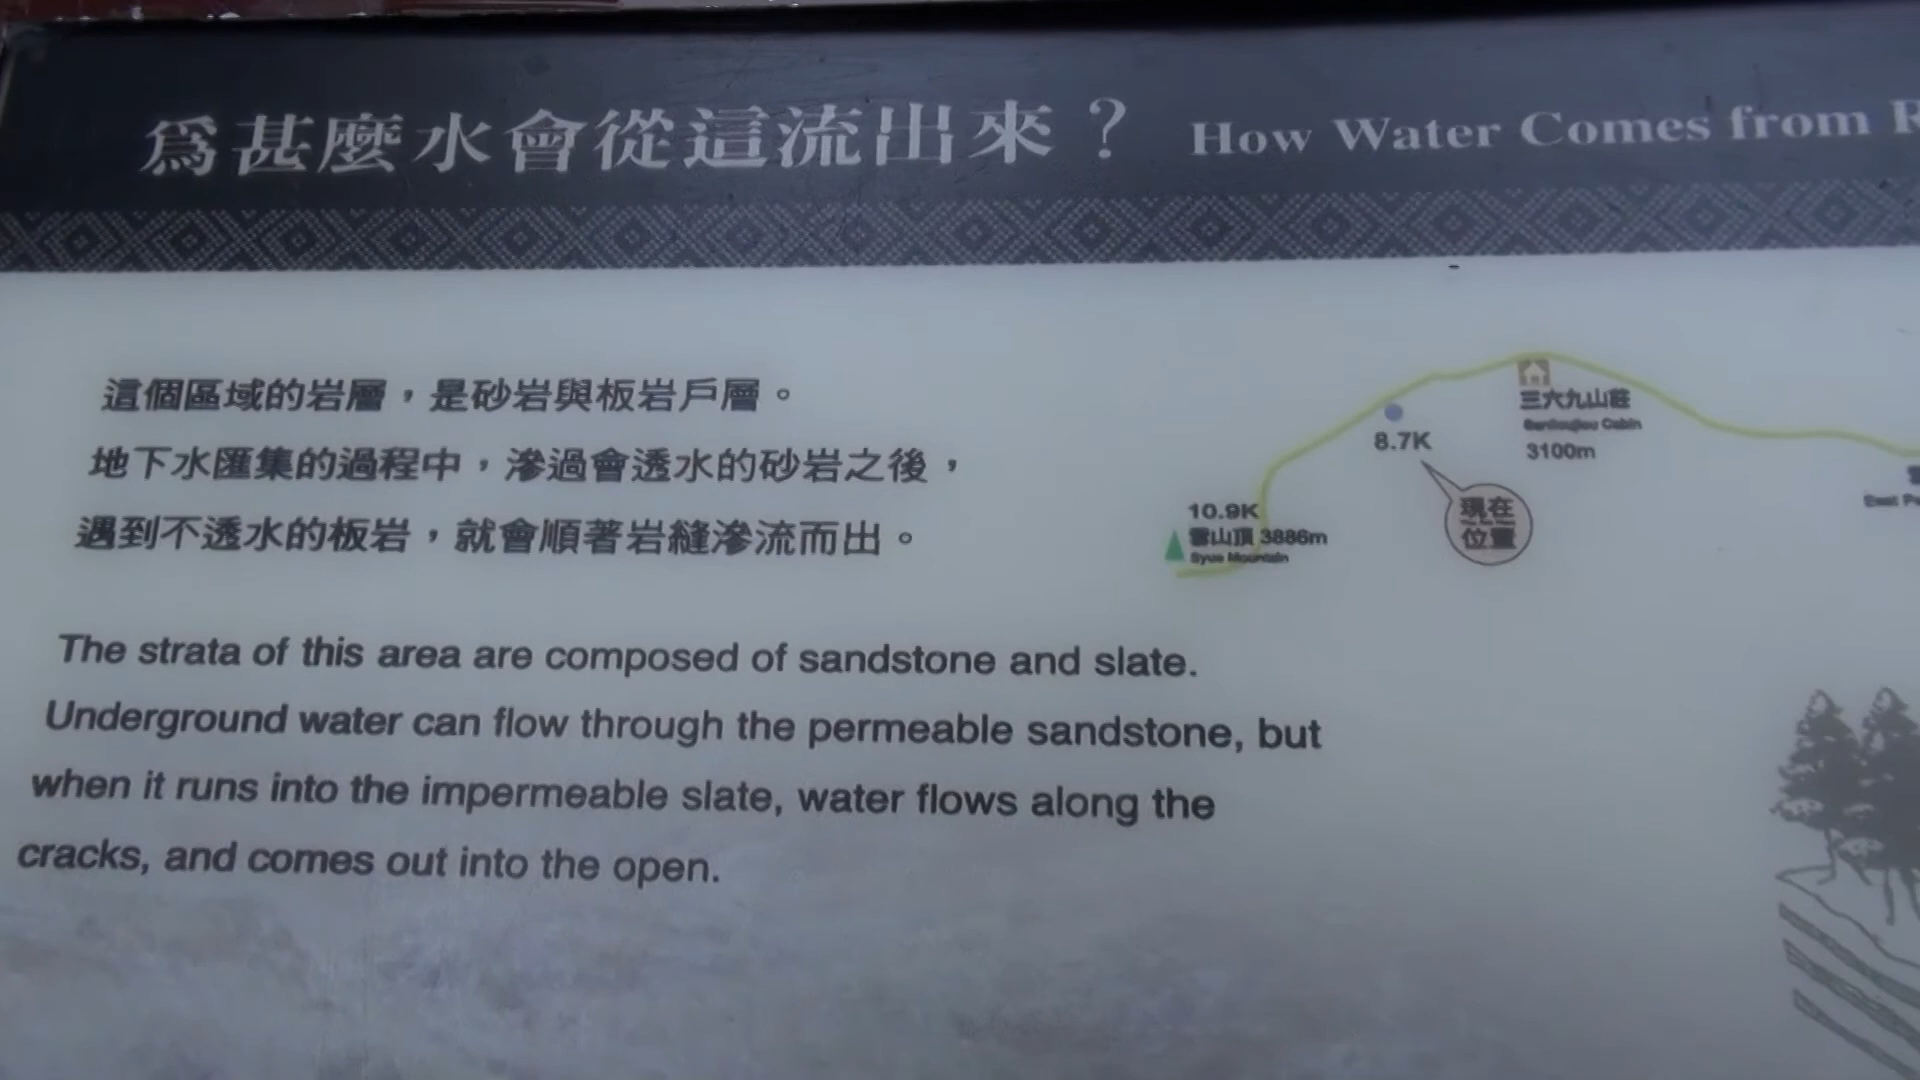 爲甚麼水會從這流出來？ How Water Comes from
這個區域的岩層，是砂岩與板岩戶層。
地下水匯集的過程中，滲過會透水的砂岩之後，
遇到不透水的板岩，就會順著岩縫滲流而出。
The strata of this area are composed of sandstone and slate.
Underground water can flow through the permeable sandstone, but
when it runs into the impermeable slate, water flows along the
cracks, and comes out into the open.
三六九山莊
Cabin
3100m
8.7K
現在
位置
10.9K
雪山頂 3886m
Syue Mountain
East